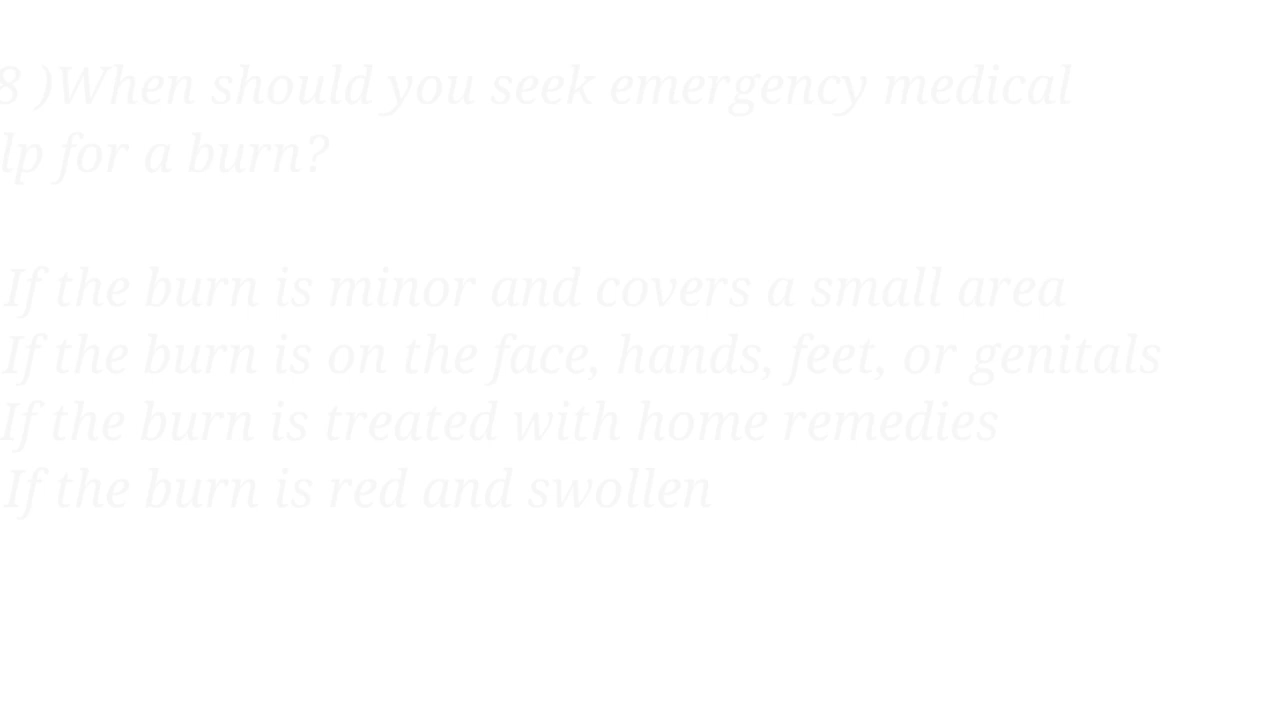 8 )When should you seek emergency medical
lp for a burn?
If the burn is minor and covers a small area
If the burn is on the face, hands, feet, or genitals
If the burn is treated with home remedies
If the burn is red and swollen